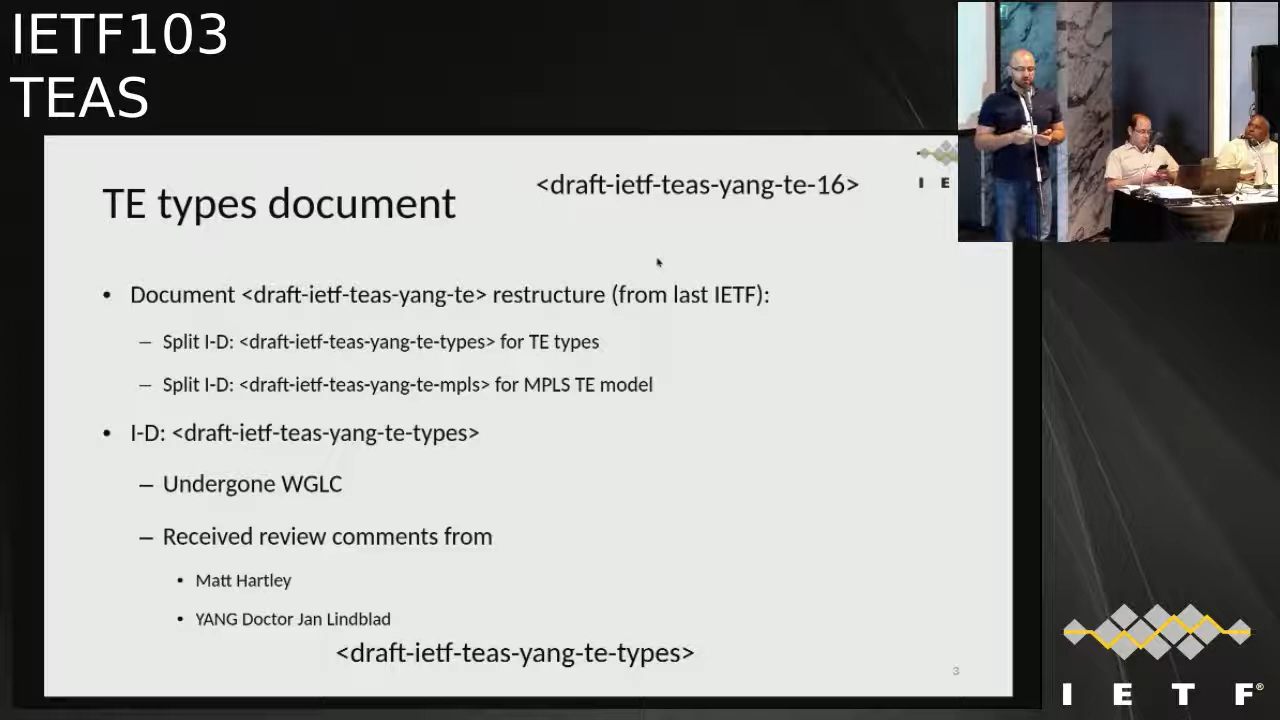 IETF103
TEAS
TE types document
<draft-ietf-teas-yang-te-16>
I E
• Document <draft-ietf-teas-yang-te> restructure (from last IETF):
– Split I-D: <draft-ietf-teas-yang-te-types> for TE types
– Split I-D: <draft-ietf-teas-yang-te-mpls> for MPLS TE model
• I-D: <draft-ietf-teas-yang-te-types>
– Undergone WGLC
– Received review comments from
• Matt Hartley
• YANG Doctor Jan Lindblad
<draft-ietf-teas-yang-te-types>
3
I E T F®